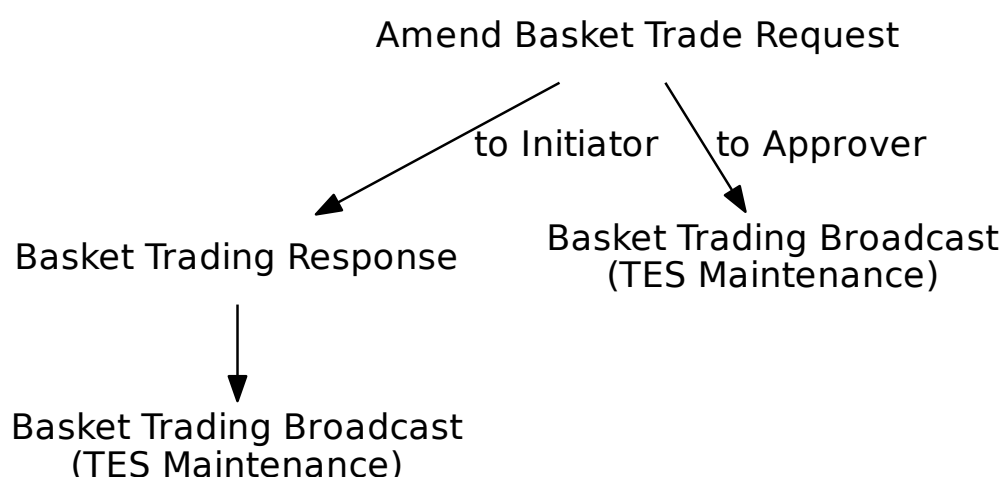 Amend Basket Trade Request
to Initiator
to Approver
Basket Trading Response
Basket Trading Broadcast
(TES Maintenance)
Basket Trading Broadcast
(TES Maintenance)